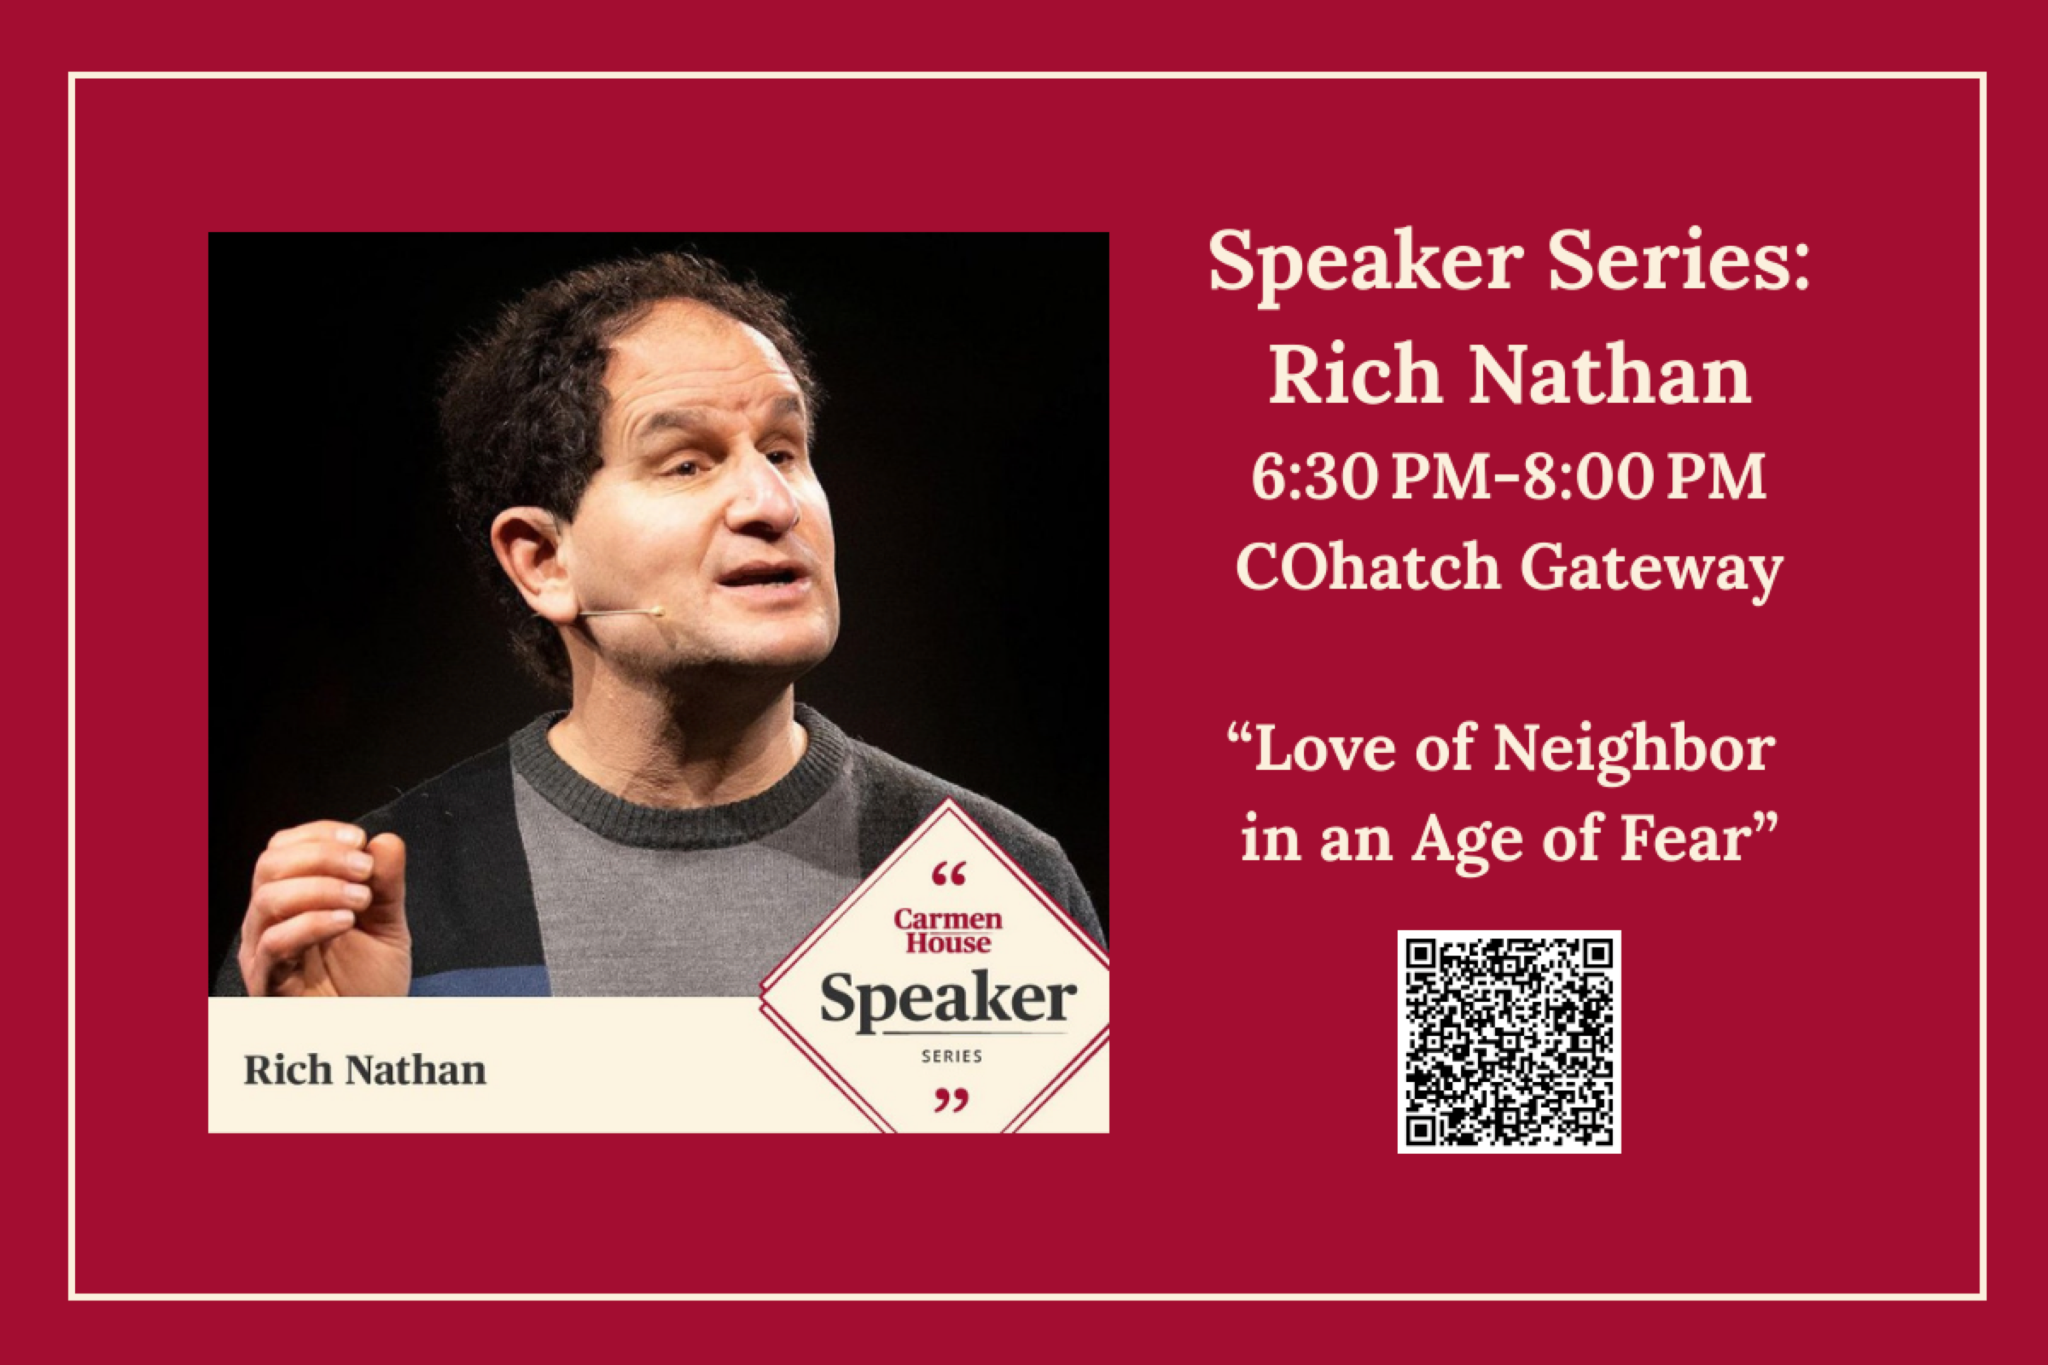 Speaker Series:
Rich Nathan
6:30 PM-8:00 PM
COhatch Gateway
“Love of Neighbor
in an Age of Fear”
“
Carmen
House
Speaker
SERIES
”
Rich Nathan